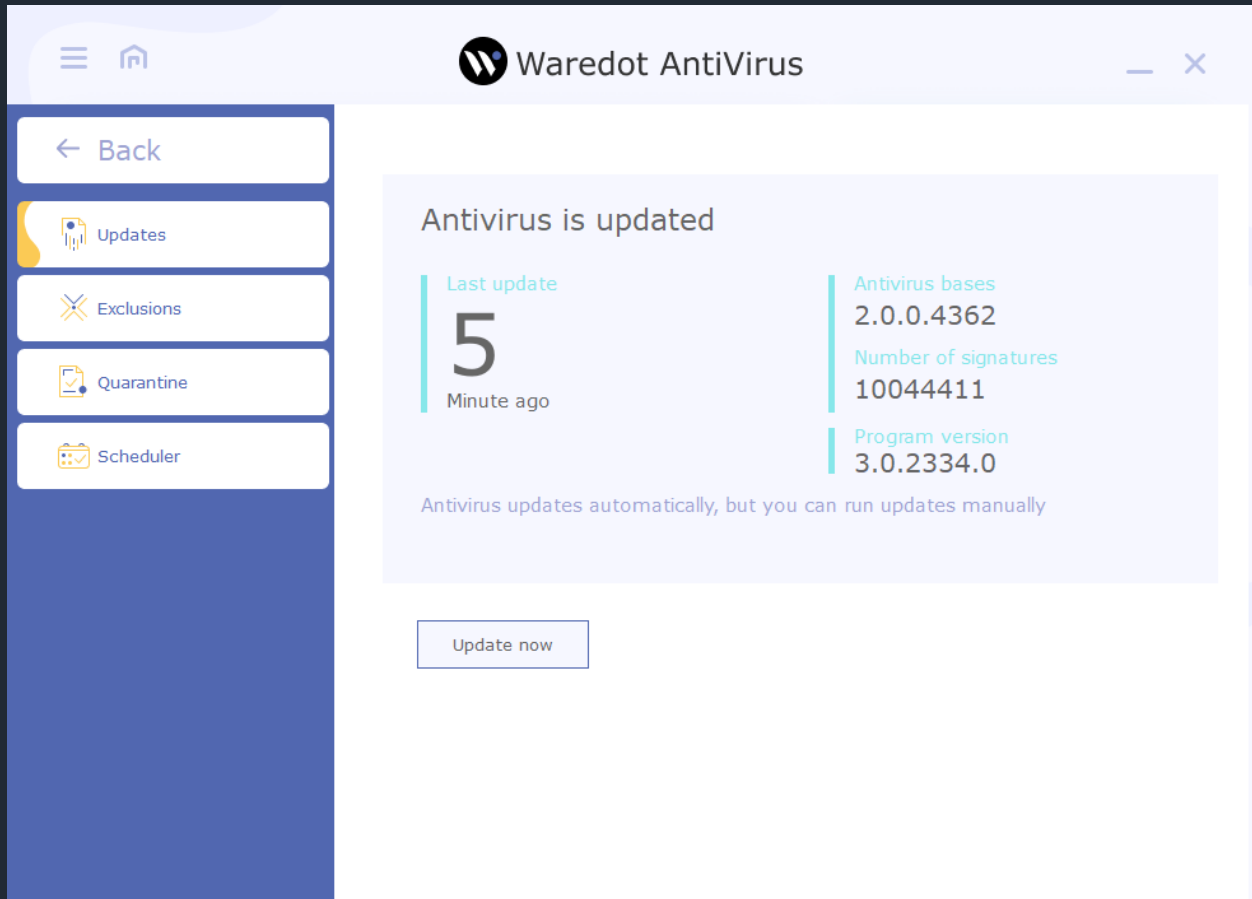 Waredot AntiVirus
Back
Updates
Exclusions
Quarantine
Scheduler
Antivirus is updated
Last update
5
Minute ago
Antivirus bases
2.0.0.4362
Number of signatures
10044411
Program version
3.0.2334.0
Antivirus updates automatically, but you can run updates manually
Update now